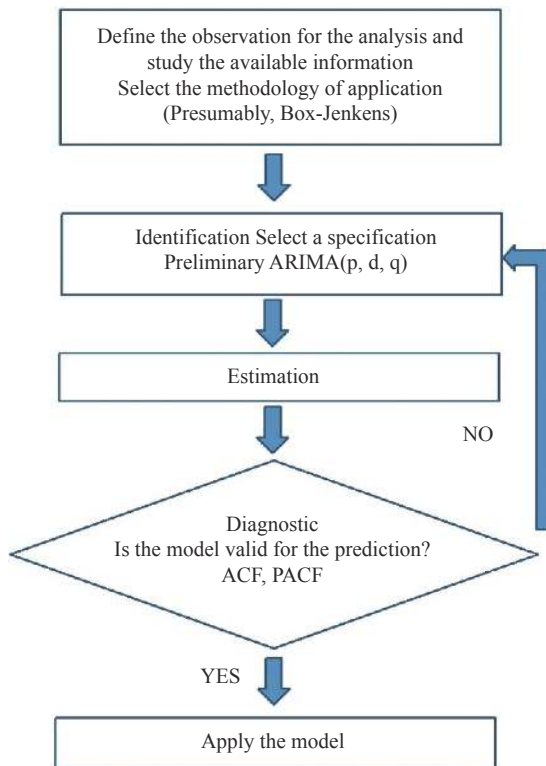 Define the observation for the analysis and
study the available information
Select the methodology of application
(Presumably, Box-Jenkens)
Identification Select a specification
Preliminary ARIMA(p, d, q)
Estimation
NO
Diagnostic
Is the model valid for the prediction?
ACF, PACF
YES
Apply the model